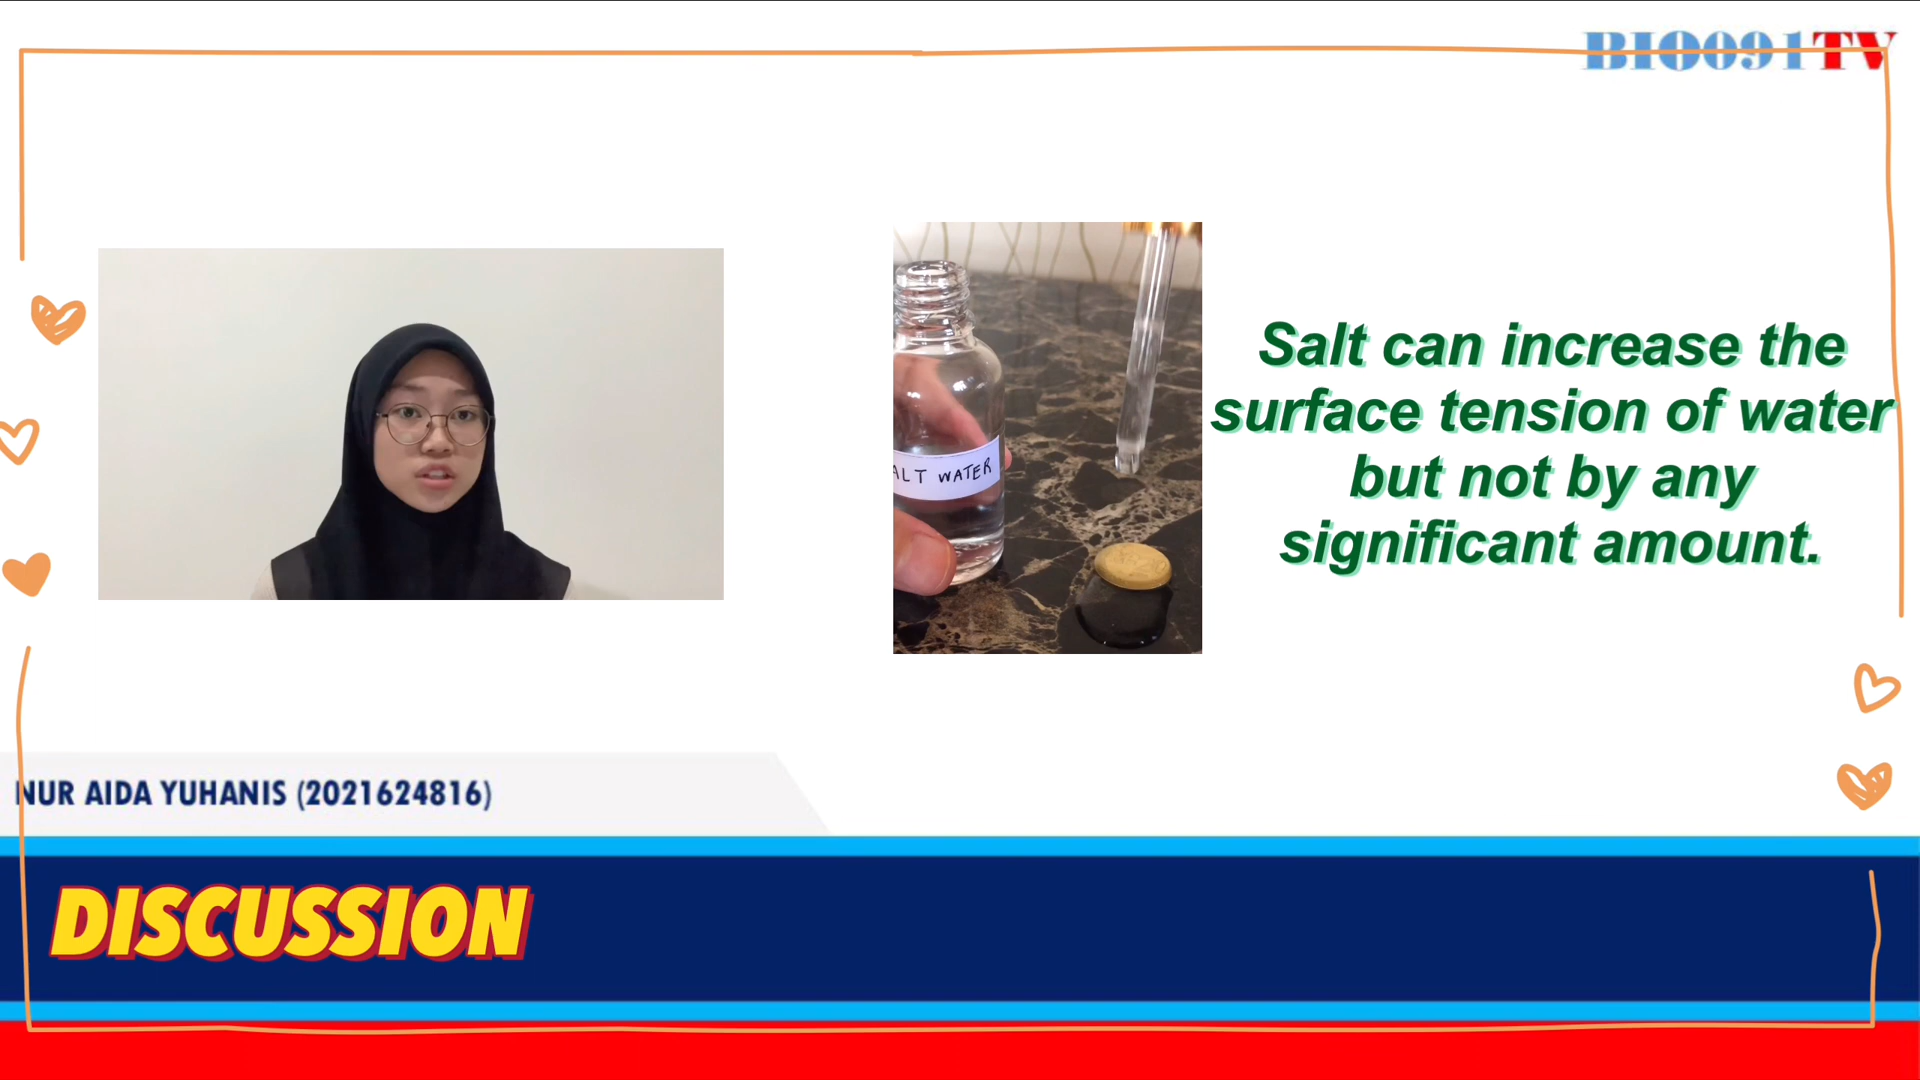 BIO091TV
Salt can increase the
surface tension of water
but not by any
significant amount.
ALT WATER
NUR AIDA YUHANIS (2021624816)
DISCUSSION